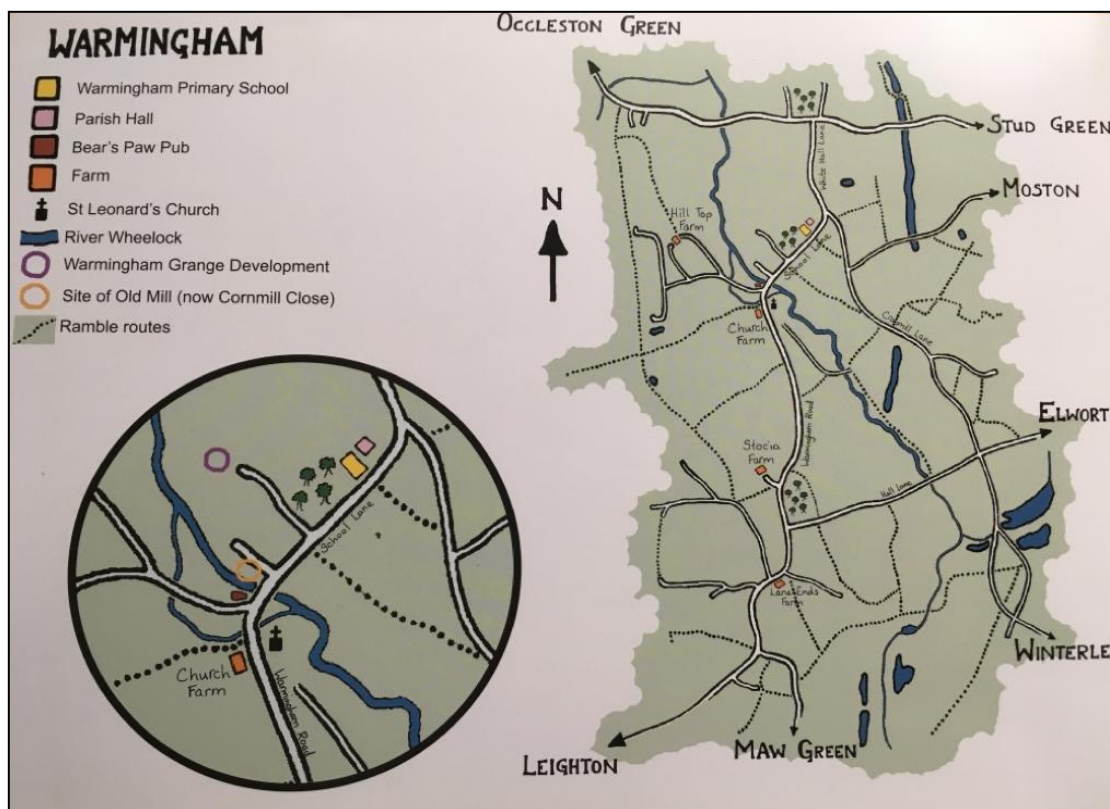 WARMINGHAM
Warmingham Primary School
Parish Hall
Bear's Paw Pub
Farm
St Leonard's Church
River Wheelock
Warmingham Grange Development
Site of Old Mill (now Cornmill Close)
Ramble routes
OCCLESTON GREEN
STUD GREEN
MOSTON
N
White Hall Lane
Hill Top
Farm
School Lane
Church
Farm
Warmingham Road
ELWORT
Farm
Hall Lane
Lane Ends
Farm
WINTERLE
MAW GREEN
LEIGHTON
School Lane
Church
Farm
Warmingham Road